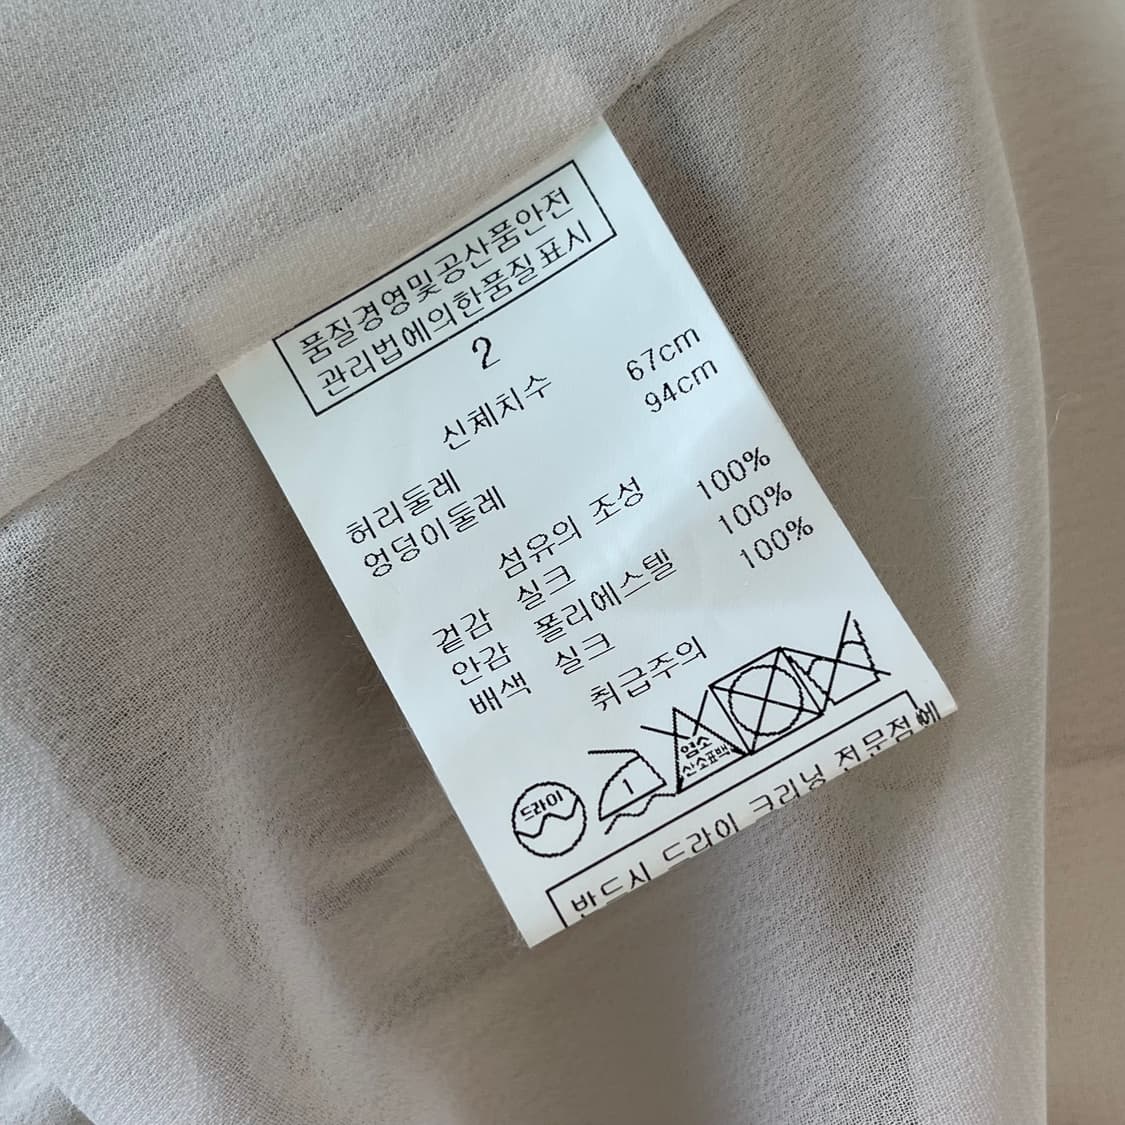 품질경영및공산품안전
관리법에의한품질표시
2
신체치수
허리둘레 67cm
엉덩이둘레 94cm
섬유의 조성
겉감 실크 100%
안감 폴리에스텔 100%
배색 실크 100%
취급주의
드라이
1
염소
산소표백
반드시 드라이 크리닝 전문점에